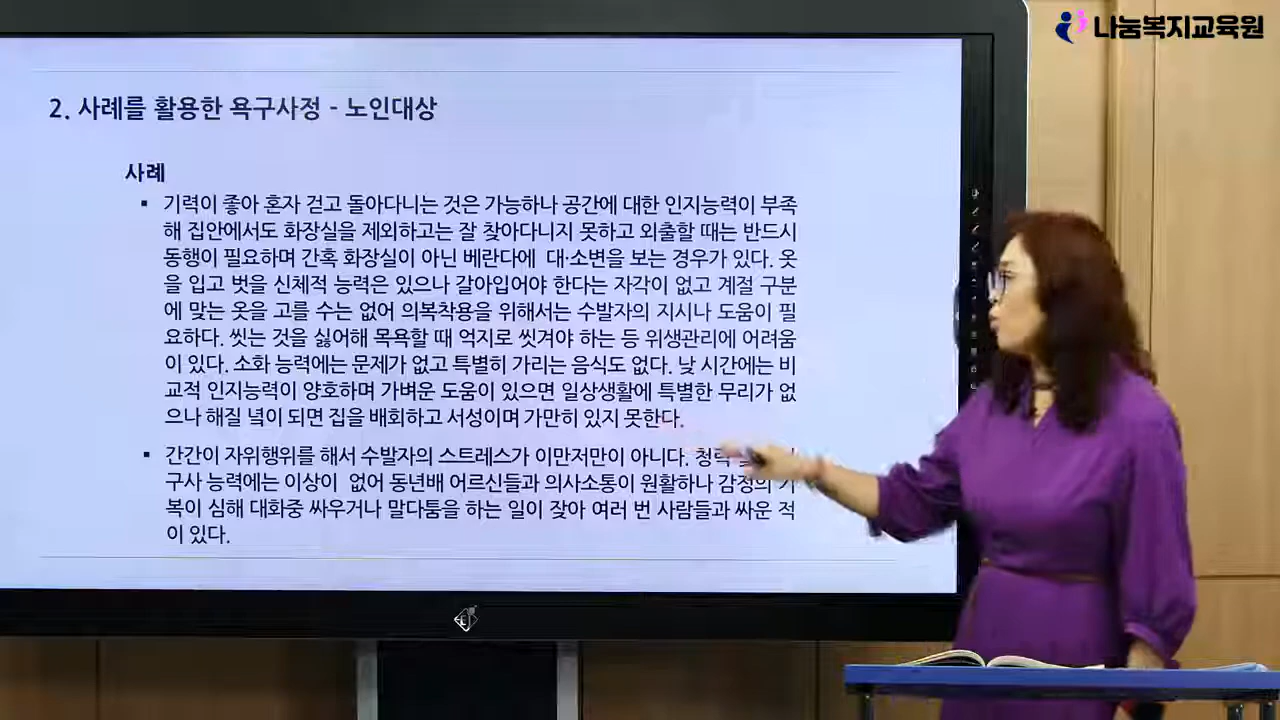 나눔복지교육원
2. 사례를 활용한 욕구사정 - 노인대상
사례
▪ 기력이 좋아 혼자 걷고 돌아다니는 것은 가능하나 공간에 대한 인지능력이 부족
해 집안에서도 화장실을 제외하고는 잘 찾아다니지 못하고 외출할 때는 반드시
동행이 필요하며 간혹 화장실이 아닌 베란다에 대·소변을 보는 경우가 있다. 옷
을 입고 벗을 신체적 능력은 있으나 갈아입어야 한다는 자각이 없고 계절 구분
에 맞는 옷을 고를 수는 없어 의복착용을 위해서는 수발자의 지시나 도움이 필
요하다. 씻는 것을 싫어해 목욕할 때 억지로 씻겨야 하는 등 위생관리에 어려움
이 있다. 소화 능력에는 문제가 없고 특별히 가리는 음식도 없다. 낮 시간에는 비
교적 인지능력이 양호하며 가벼운 도움이 있으면 일상생활에 특별한 무리가 없
으나 해질 녘이 되면 집을 배회하고 서성이며 가만히 있지 못한다.
▪ 간간이 자위행위를 해서 수발자의 스트레스가 이만저만이 아니다. 청력
구사 능력에는 이상이 없어 동년배 어르신들과 의사소통이 원활하나 감정의 기
복이 심해 대화중 싸우거나 말다툼을 하는 일이 잦아 여러 번 사람들과 싸운 적
이 있다.